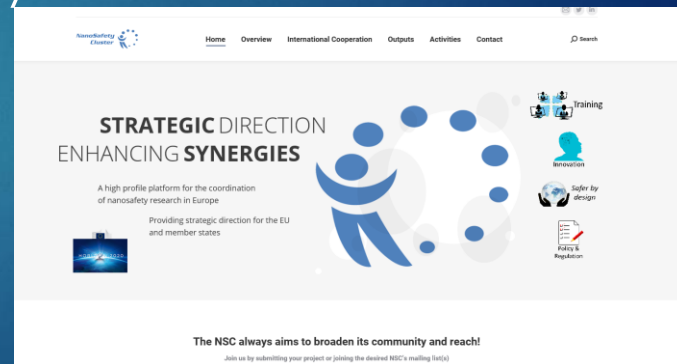 NanoSafety
Cluster
Home Overview International Cooperation Outputs Activities Contact Search
STRATEGIC DIRECTION
ENHANCING SYNERGIES
A high profile platform for the coordination
of nanosafety research in Europe
Providing strategic direction for the EU
and member states
Training
Innovation
Safer by
design
Policy &
Regulation
The NSC always aims to broaden its community and reach!
Join us by submitting your project or joining the desired NSC's mailing list(s)